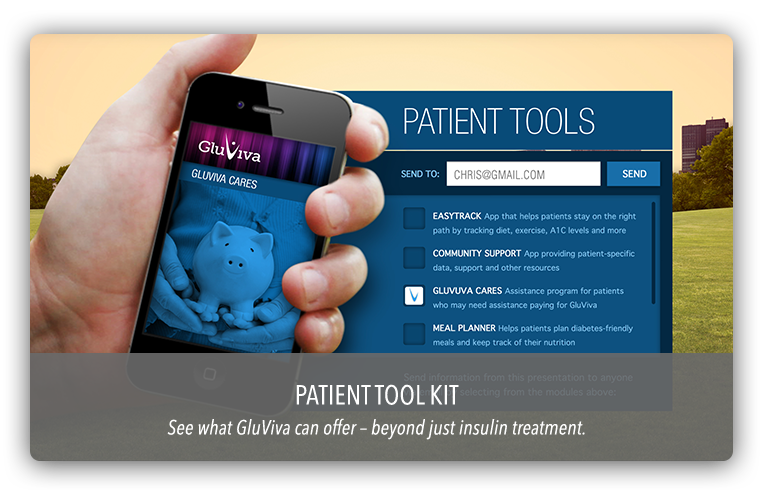 GluViva
GLUVIVA CARES
PATIENT TOOLS
SEND TO: CHRIS@GMAIL.COM SEND
EASYTRACK App that helps patients stay on the right
path by tracking diet, exercise, A1C levels and more
COMMUNITY SUPPORT App providing patient-specific
data, support and other resources
GLUVUVA CARES Assistance program for patients
who may need assistance paying for GluViva
MEAL PLANNER Helps patients plan diabetes-friendly
meals and keep track of their nutrition
Send information from this presentation to anyone
selecting from the modules above:
PATIENT TOOL KIT
See what GluViva can offer – beyond just insulin treatment.